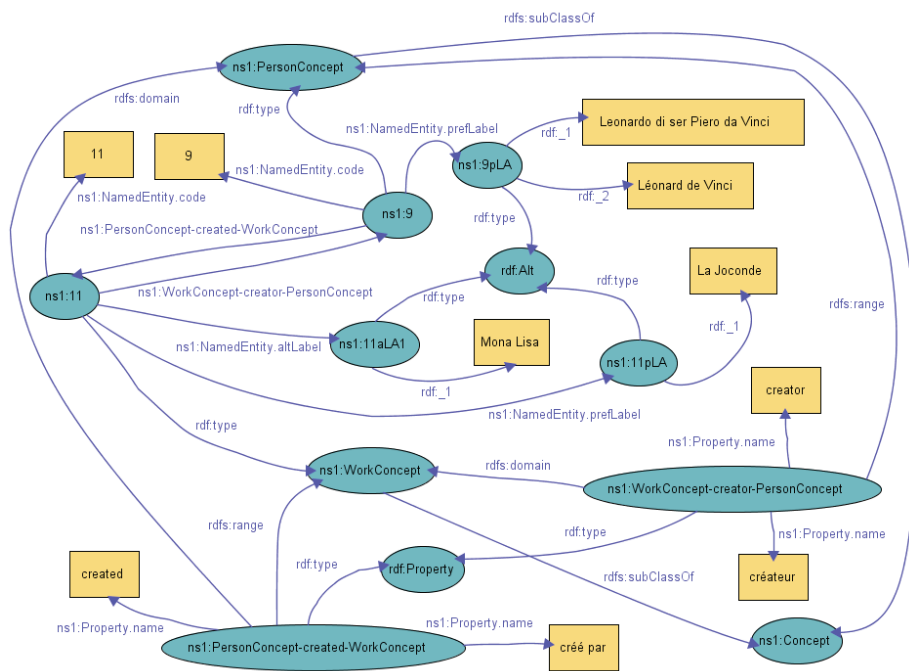 rdfs:subClassOf
ns1:PersonConcept
rdfs:domain
rdf:type
ns1:NamedEntity.prefLabel
rdf:_1
Leonardo di ser Piero da Vinci
11
9
ns1:NamedEntity.code
ns1:9pLA
Léonard de Vinci
rdf:_2
ns1:NamedEntity.code
ns1:9
rdf:type
ns1:PersonConcept-created-WorkConcept
rdf:Alt
La Joconde
rdf:type
rdfs:range
ns1:11
ns1:WorkConcept-creator-PersonConcept
rdf:type
rdf:_1
ns1:NamedEntity.altLabel
ns1:11aLA1
Mona Lisa
ns1:11pLA
rdf:_1
creator
ns1:NamedEntity.prefLabel
rdf:type
ns1:Property.name
ns1:WorkConcept
rdfs:domain
ns1:WorkConcept-creator-PersonConcept
rdfs:range
rdf:type
ns1:Property.name
rdf:type
rdf:Property
created
rdfs:subClassOf
créateur
ns1:Property.name
ns1:Property.name
ns1:PersonConcept-created-WorkConcept
créé par
ns1:Concept